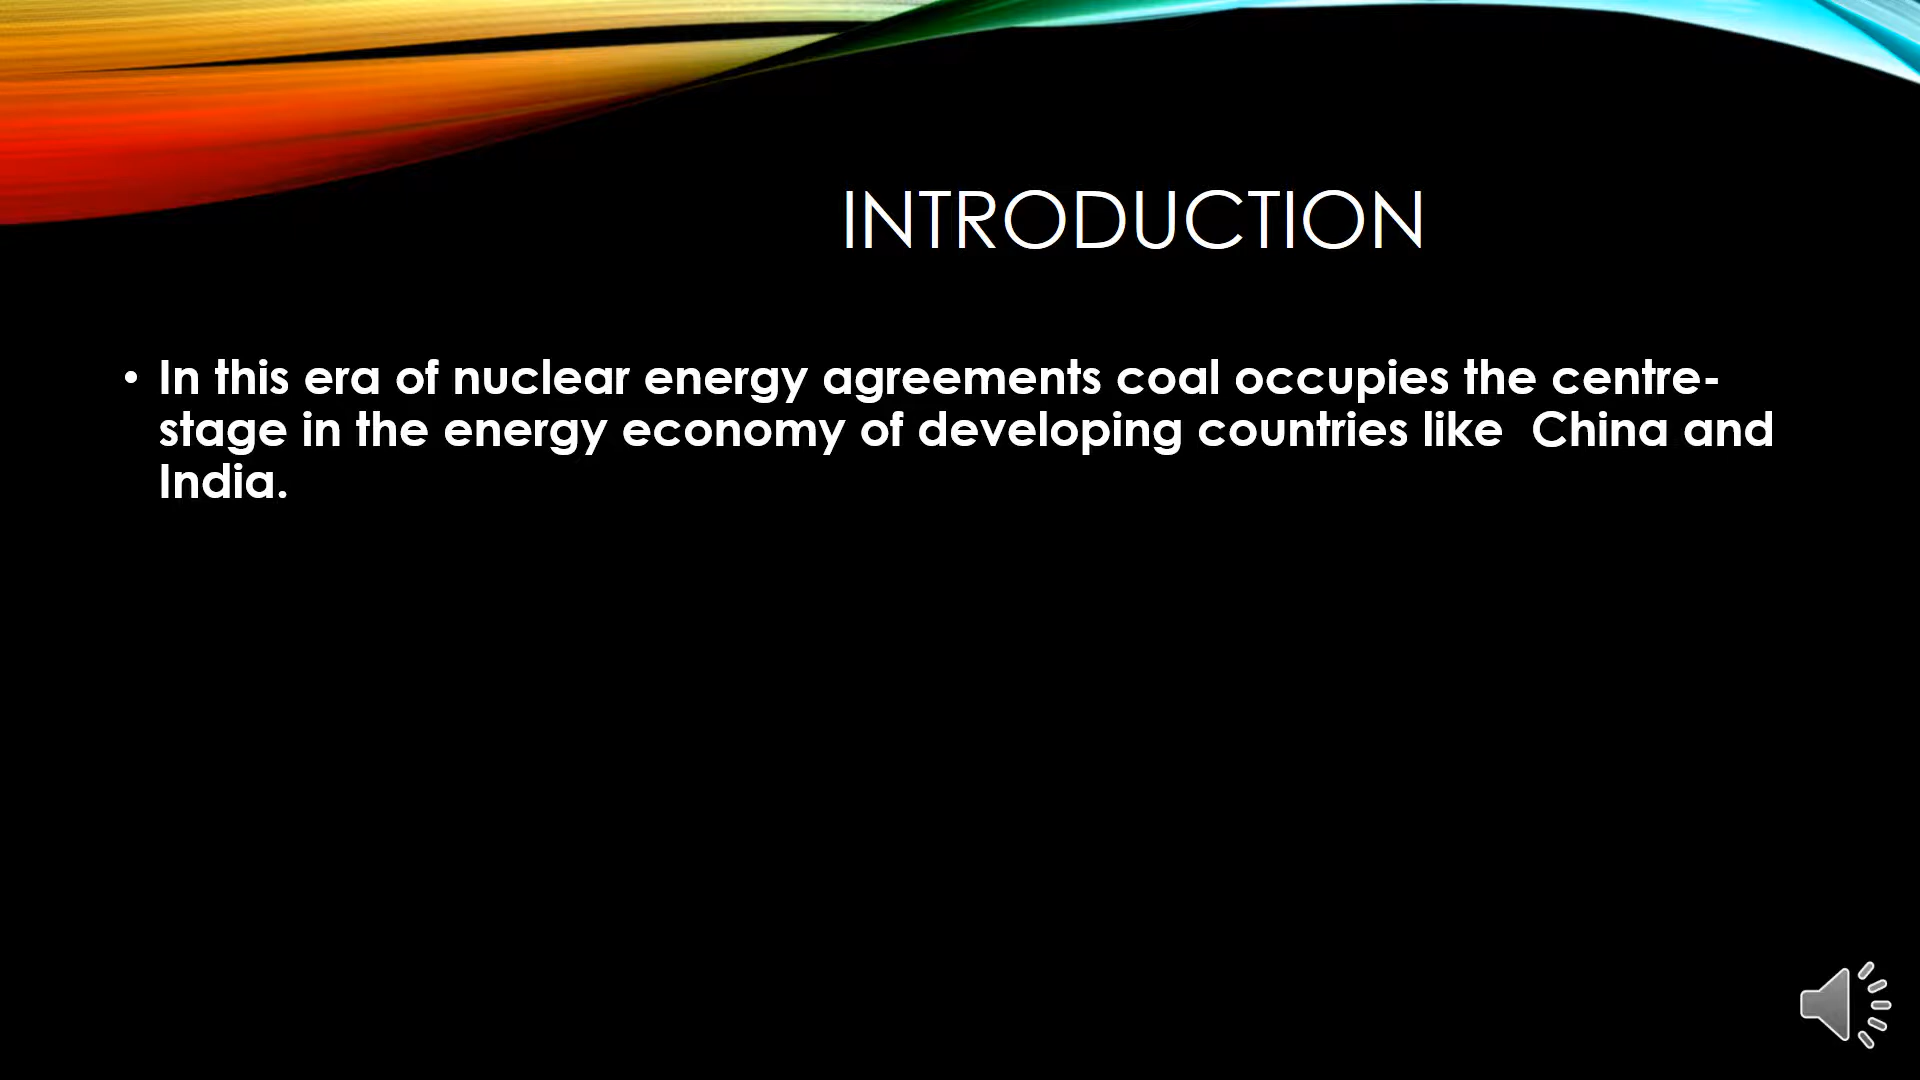 INTRODUCTION
• In this era of nuclear energy agreements coal occupies the centre-
stage in the energy economy of developing countries like  China and
India.